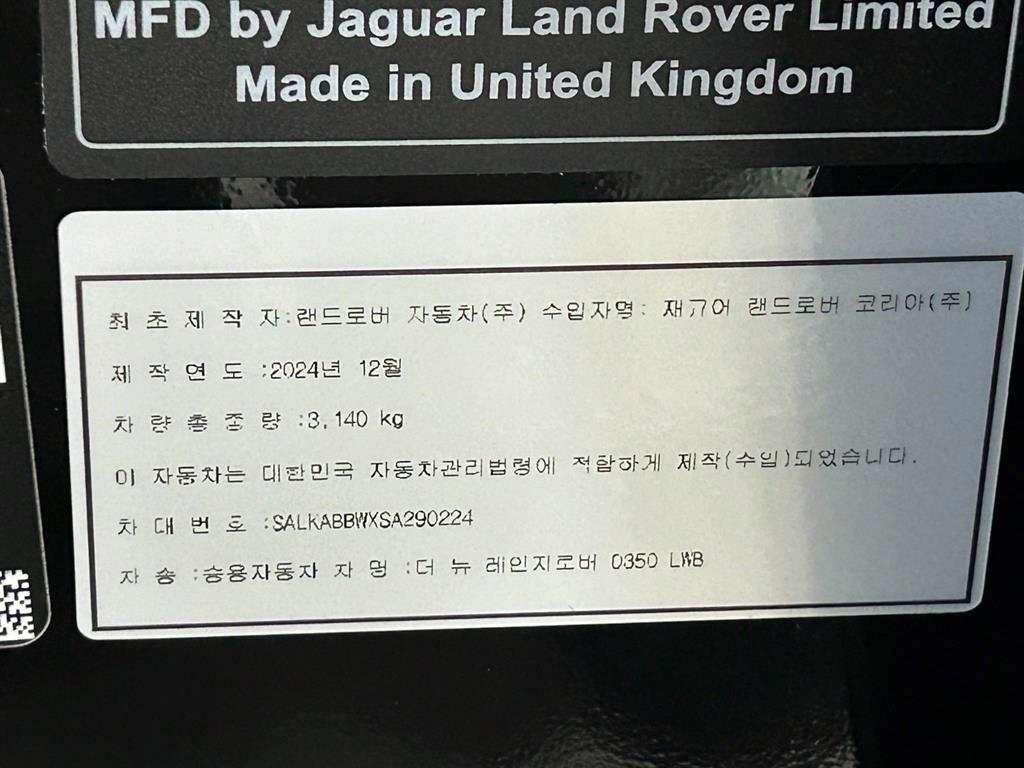 MFD by Jaguar Land Rover Limited
Made in United Kingdom
최 초 제 작 자:랜드로버 자동차(주) 수입자명: 재규어 랜드로버 코리아(주)
제 작 연 도 :2024년 12월
차 량 총 중 량 :3,140 kg
이 자동차는 대한민국 자동차관리법령에 적합하게 제작(수입)되었습니다.
차 대 번 호 :SALKABBWXSA290224
차 종 :승용자동차 차 명 :더 뉴 레인지로버 D350 LWB